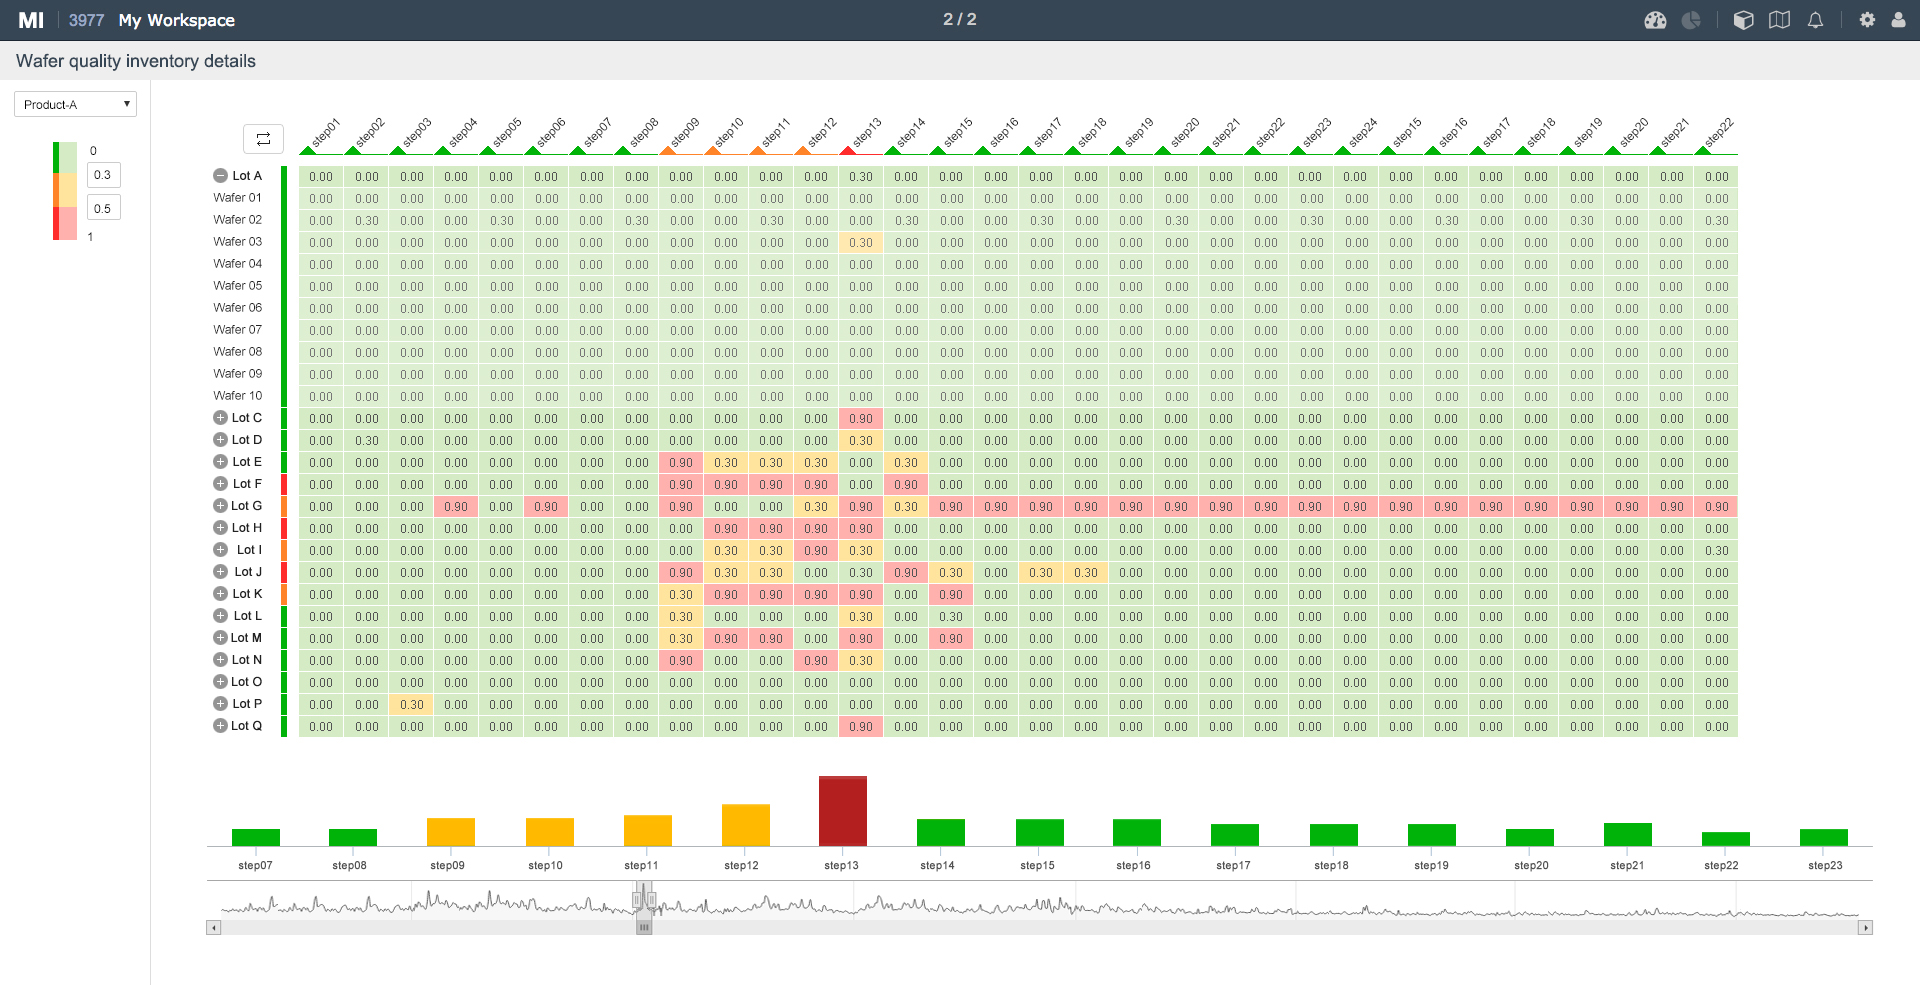 MI 3977 My Workspace 2 / 2
Wafer quality inventory details
Product-A
0
0.3
0.5
1
step01 step02 step03 step04 step05 step06 step07 step08 step09 step10 step11 step12 step13 step14 step15 step16 step17 step18 step19 step20 step21 step22 step23 step24 step15 step16 step17 step18 step19 step20 step21 step22
Lot A 0.00 0.00 0.00 0.00 0.00 0.00 0.00 0.00 0.00 0.00 0.00 0.00 0.30 0.00 0.00 0.00 0.00 0.00 0.00 0.00 0.00 0.00 0.00 0.00 0.00 0.00 0.00 0.00 0.00 0.00 0.00 0.00
Wafer 01 0.00 0.00 0.00 0.00 0.00 0.00 0.00 0.00 0.00 0.00 0.00 0.00 0.00 0.00 0.00 0.00 0.00 0.00 0.00 0.00 0.00 0.00 0.00 0.00 0.00 0.00 0.00 0.00 0.00 0.00 0.00 0.00
Wafer 02 0.00 0.30 0.00 0.00 0.30 0.00 0.00 0.30 0.00 0.00 0.30 0.00 0.00 0.30 0.00 0.00 0.30 0.00 0.00 0.30 0.00 0.00 0.30 0.00 0.00 0.30 0.00 0.00 0.30 0.00 0.00 0.30
Wafer 03 0.00 0.00 0.00 0.00 0.00 0.00 0.00 0.00 0.00 0.00 0.00 0.00 0.30 0.00 0.00 0.00 0.00 0.00 0.00 0.00 0.00 0.00 0.00 0.00 0.00 0.00 0.00 0.00 0.00 0.00 0.00 0.00
Wafer 04 0.00 0.00 0.00 0.00 0.00 0.00 0.00 0.00 0.00 0.00 0.00 0.00 0.00 0.00 0.00 0.00 0.00 0.00 0.00 0.00 0.00 0.00 0.00 0.00 0.00 0.00 0.00 0.00 0.00 0.00 0.00 0.00
Wafer 05 0.00 0.00 0.00 0.00 0.00 0.00 0.00 0.00 0.00 0.00 0.00 0.00 0.00 0.00 0.00 0.00 0.00 0.00 0.00 0.00 0.00 0.00 0.00 0.00 0.00 0.00 0.00 0.00 0.00 0.00 0.00 0.00
Wafer 06 0.00 0.00 0.00 0.00 0.00 0.00 0.00 0.00 0.00 0.00 0.00 0.00 0.00 0.00 0.00 0.00 0.00 0.00 0.00 0.00 0.00 0.00 0.00 0.00 0.00 0.00 0.00 0.00 0.00 0.00 0.00 0.00
Wafer 07 0.00 0.00 0.00 0.00 0.00 0.00 0.00 0.00 0.00 0.00 0.00 0.00 0.00 0.00 0.00 0.00 0.00 0.00 0.00 0.00 0.00 0.00 0.00 0.00 0.00 0.00 0.00 0.00 0.00 0.00 0.00 0.00
Wafer 08 0.00 0.00 0.00 0.00 0.00 0.00 0.00 0.00 0.00 0.00 0.00 0.00 0.00 0.00 0.00 0.00 0.00 0.00 0.00 0.00 0.00 0.00 0.00 0.00 0.00 0.00 0.00 0.00 0.00 0.00 0.00 0.00
Wafer 09 0.00 0.00 0.00 0.00 0.00 0.00 0.00 0.00 0.00 0.00 0.00 0.00 0.00 0.00 0.00 0.00 0.00 0.00 0.00 0.00 0.00 0.00 0.00 0.00 0.00 0.00 0.00 0.00 0.00 0.00 0.00 0.00
Wafer 10 0.00 0.00 0.00 0.00 0.00 0.00 0.00 0.00 0.00 0.00 0.00 0.00 0.00 0.00 0.00 0.00 0.00 0.00 0.00 0.00 0.00 0.00 0.00 0.00 0.00 0.00 0.00 0.00 0.00 0.00 0.00 0.00
Lot C 0.00 0.00 0.00 0.00 0.00 0.00 0.00 0.00 0.00 0.00 0.00 0.00 0.90 0.00 0.00 0.00 0.00 0.00 0.00 0.00 0.00 0.00 0.00 0.00 0.00 0.00 0.00 0.00 0.00 0.00 0.00 0.00
Lot D 0.00 0.30 0.00 0.00 0.00 0.00 0.00 0.00 0.00 0.00 0.00 0.00 0.30 0.00 0.00 0.00 0.00 0.00 0.00 0.00 0.00 0.00 0.00 0.00 0.00 0.00 0.00 0.00 0.00 0.00 0.00 0.00
Lot E 0.00 0.00 0.00 0.00 0.00 0.00 0.00 0.00 0.90 0.30 0.30 0.30 0.00 0.30 0.00 0.00 0.00 0.00 0.00 0.00 0.00 0.00 0.00 0.00 0.00 0.00 0.00 0.00 0.00 0.00 0.00 0.00
Lot F 0.00 0.00 0.00 0.00 0.00 0.00 0.00 0.00 0.90 0.90 0.90 0.90 0.00 0.90 0.00 0.00 0.00 0.00 0.00 0.00 0.00 0.00 0.00 0.00 0.00 0.00 0.00 0.00 0.00 0.00 0.00 0.00
Lot G 0.00 0.00 0.00 0.90 0.00 0.90 0.00 0.00 0.90 0.00 0.00 0.30 0.90 0.30 0.90 0.90 0.90 0.90 0.90 0.90 0.90 0.90 0.90 0.90 0.90 0.90 0.90 0.90 0.90 0.90 0.90 0.90
Lot H 0.00 0.00 0.00 0.00 0.00 0.00 0.00 0.00 0.00 0.90 0.90 0.90 0.90 0.00 0.00 0.00 0.00 0.00 0.00 0.00 0.00 0.00 0.00 0.00 0.00 0.00 0.00 0.00 0.00 0.00 0.00 0.00
Lot I 0.00 0.00 0.00 0.00 0.00 0.00 0.00 0.00 0.00 0.30 0.30 0.90 0.30 0.00 0.00 0.00 0.00 0.00 0.00 0.00 0.00 0.00 0.00 0.00 0.00 0.00 0.00 0.00 0.00 0.00 0.00 0.30
Lot J 0.00 0.00 0.00 0.00 0.00 0.00 0.00 0.00 0.90 0.30 0.30 0.00 0.30 0.90 0.30 0.00 0.30 0.30 0.00 0.00 0.00 0.00 0.00 0.00 0.00 0.00 0.00 0.00 0.00 0.00 0.00 0.00
Lot K 0.00 0.00 0.00 0.00 0.00 0.00 0.00 0.00 0.30 0.90 0.90 0.90 0.90 0.00 0.90 0.00 0.00 0.00 0.00 0.00 0.00 0.00 0.00 0.00 0.00 0.00 0.00 0.00 0.00 0.00 0.00 0.00
Lot L 0.00 0.00 0.00 0.00 0.00 0.00 0.00 0.00 0.30 0.00 0.00 0.00 0.30 0.00 0.30 0.00 0.00 0.00 0.00 0.00 0.00 0.00 0.00 0.00 0.00 0.00 0.00 0.00 0.00 0.00 0.00 0.00
Lot M 0.00 0.00 0.00 0.00 0.00 0.00 0.00 0.00 0.30 0.90 0.90 0.00 0.90 0.00 0.90 0.00 0.00 0.00 0.00 0.00 0.00 0.00 0.00 0.00 0.00 0.00 0.00 0.00 0.00 0.00 0.00 0.00
Lot N 0.00 0.00 0.00 0.00 0.00 0.00 0.00 0.00 0.90 0.00 0.00 0.90 0.30 0.00 0.00 0.00 0.00 0.00 0.00 0.00 0.00 0.00 0.00 0.00 0.00 0.00 0.00 0.00 0.00 0.00 0.00 0.00
Lot O 0.00 0.00 0.00 0.00 0.00 0.00 0.00 0.00 0.00 0.00 0.00 0.00 0.00 0.00 0.00 0.00 0.00 0.00 0.00 0.00 0.00 0.00 0.00 0.00 0.00 0.00 0.00 0.00 0.00 0.00 0.00 0.00
Lot P 0.00 0.00 0.30 0.00 0.00 0.00 0.00 0.00 0.00 0.00 0.00 0.00 0.00 0.00 0.00 0.00 0.00 0.00 0.00 0.00 0.00 0.00 0.00 0.00 0.00 0.00 0.00 0.00 0.00 0.00 0.00 0.00
Lot Q 0.00 0.00 0.00 0.00 0.00 0.00 0.00 0.00 0.00 0.00 0.00 0.00 0.90 0.00 0.00 0.00 0.00 0.00 0.00 0.00 0.00 0.00 0.00 0.00 0.00 0.00 0.00 0.00 0.00 0.00 0.00 0.00
step07 step08 step09 step10 step11 step12 step13 step14 step15 step16 step17 step18 step19 step20 step21 step22 step23